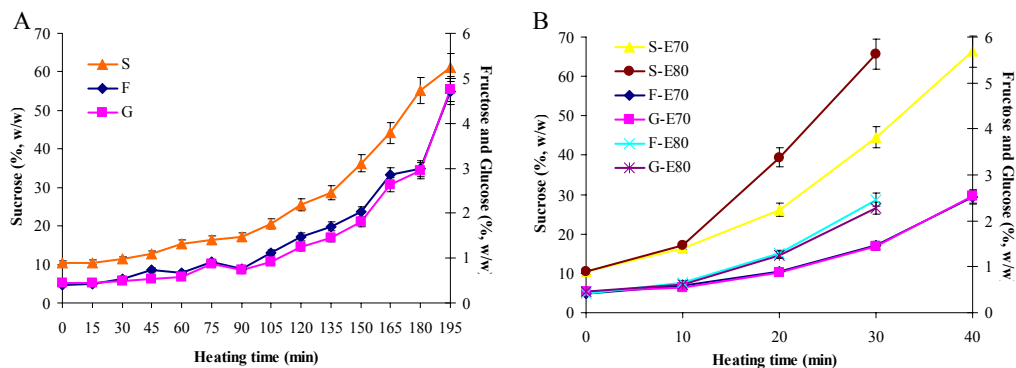 A
Sucrose (%, w/w)
70
60
50
40
30
20
10
0
S
F
G
6
5
4
3
2
1
0
Fructose and Glucose (%, w/w)
0 15 30 45 60 75 90 105 120 135 150 165 180 195
Heating time (min)
B
Sucrose (%, w/w)
70
60
50
40
30
20
10
0
S-E70
S-E80
F-E70
G-E70
F-E80
G-E80
6
5
4
3
2
1
0
Fructose and Glucose (%, w/w)
0 10 20 30 40
Heating time (min)